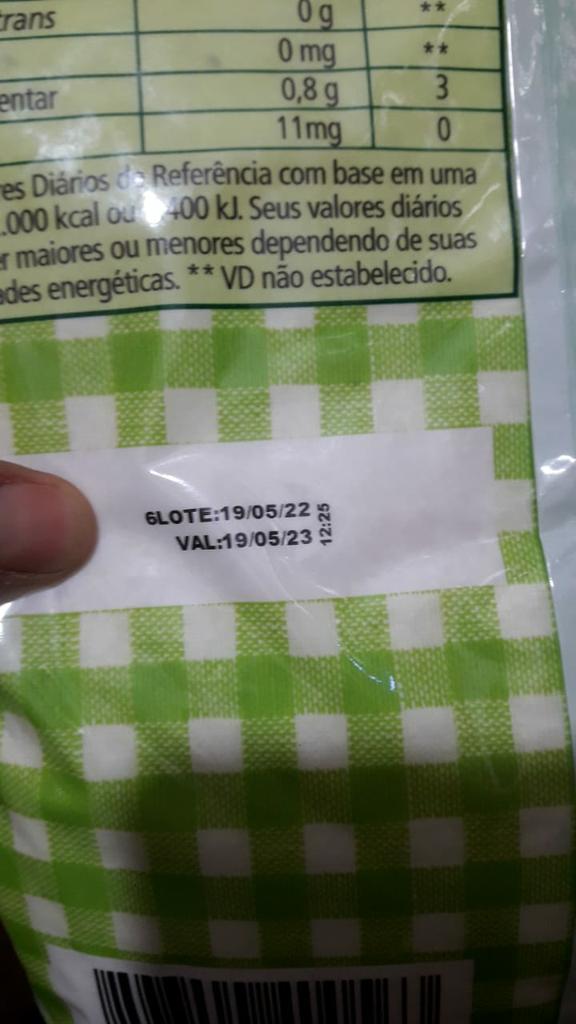 trans 0 g **
0 mg **
entar 0,8 g 3
11mg 0
es Diários de Referência com base em uma
.000 kcal ou 400 kJ. Seus valores diários
r maiores ou menores dependendo de suas
ades energéticas. ** VD não estabelecido.
6LOTE:19/05/22
VAL:19/05/23
12:25